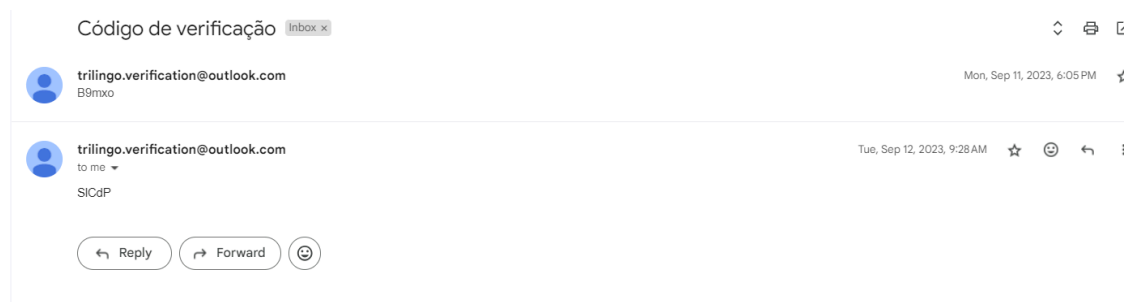 Código de verificação Inbox ×
trilingo.verification@outlook.com Mon, Sep 11, 2023, 6:05 PM
B9mxo
trilingo.verification@outlook.com Tue, Sep 12, 2023, 9:28 AM
to me
SICdP
Reply Forward